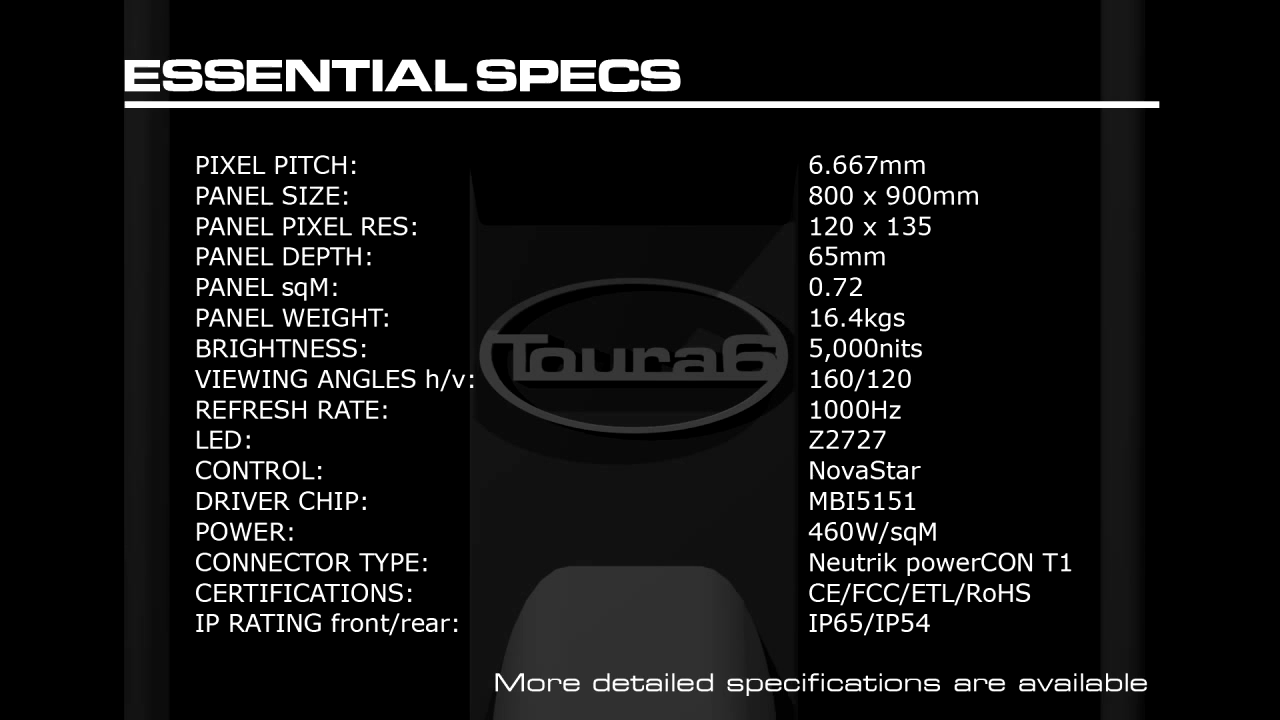 ESSENTIAL SPECS
PIXEL PITCH: 6.667mm
PANEL SIZE: 800 x 900mm
PANEL PIXEL RES: 120 x 135
PANEL DEPTH: 65mm
PANEL sqM: 0.72
PANEL WEIGHT: 16.4kgs
BRIGHTNESS: 5,000nits
VIEWING ANGLES h/v: 160/120
REFRESH RATE: 1000Hz
LED: Z2727
CONTROL: NovaStar
DRIVER CHIP: MBI5151
POWER: 460W/sqM
CONNECTOR TYPE: Neutrik powerCON T1
CERTIFICATIONS: CE/FCC/ETL/RoHS
IP RATING front/rear: IP65/IP54
Toura6
More detailed specifications are available